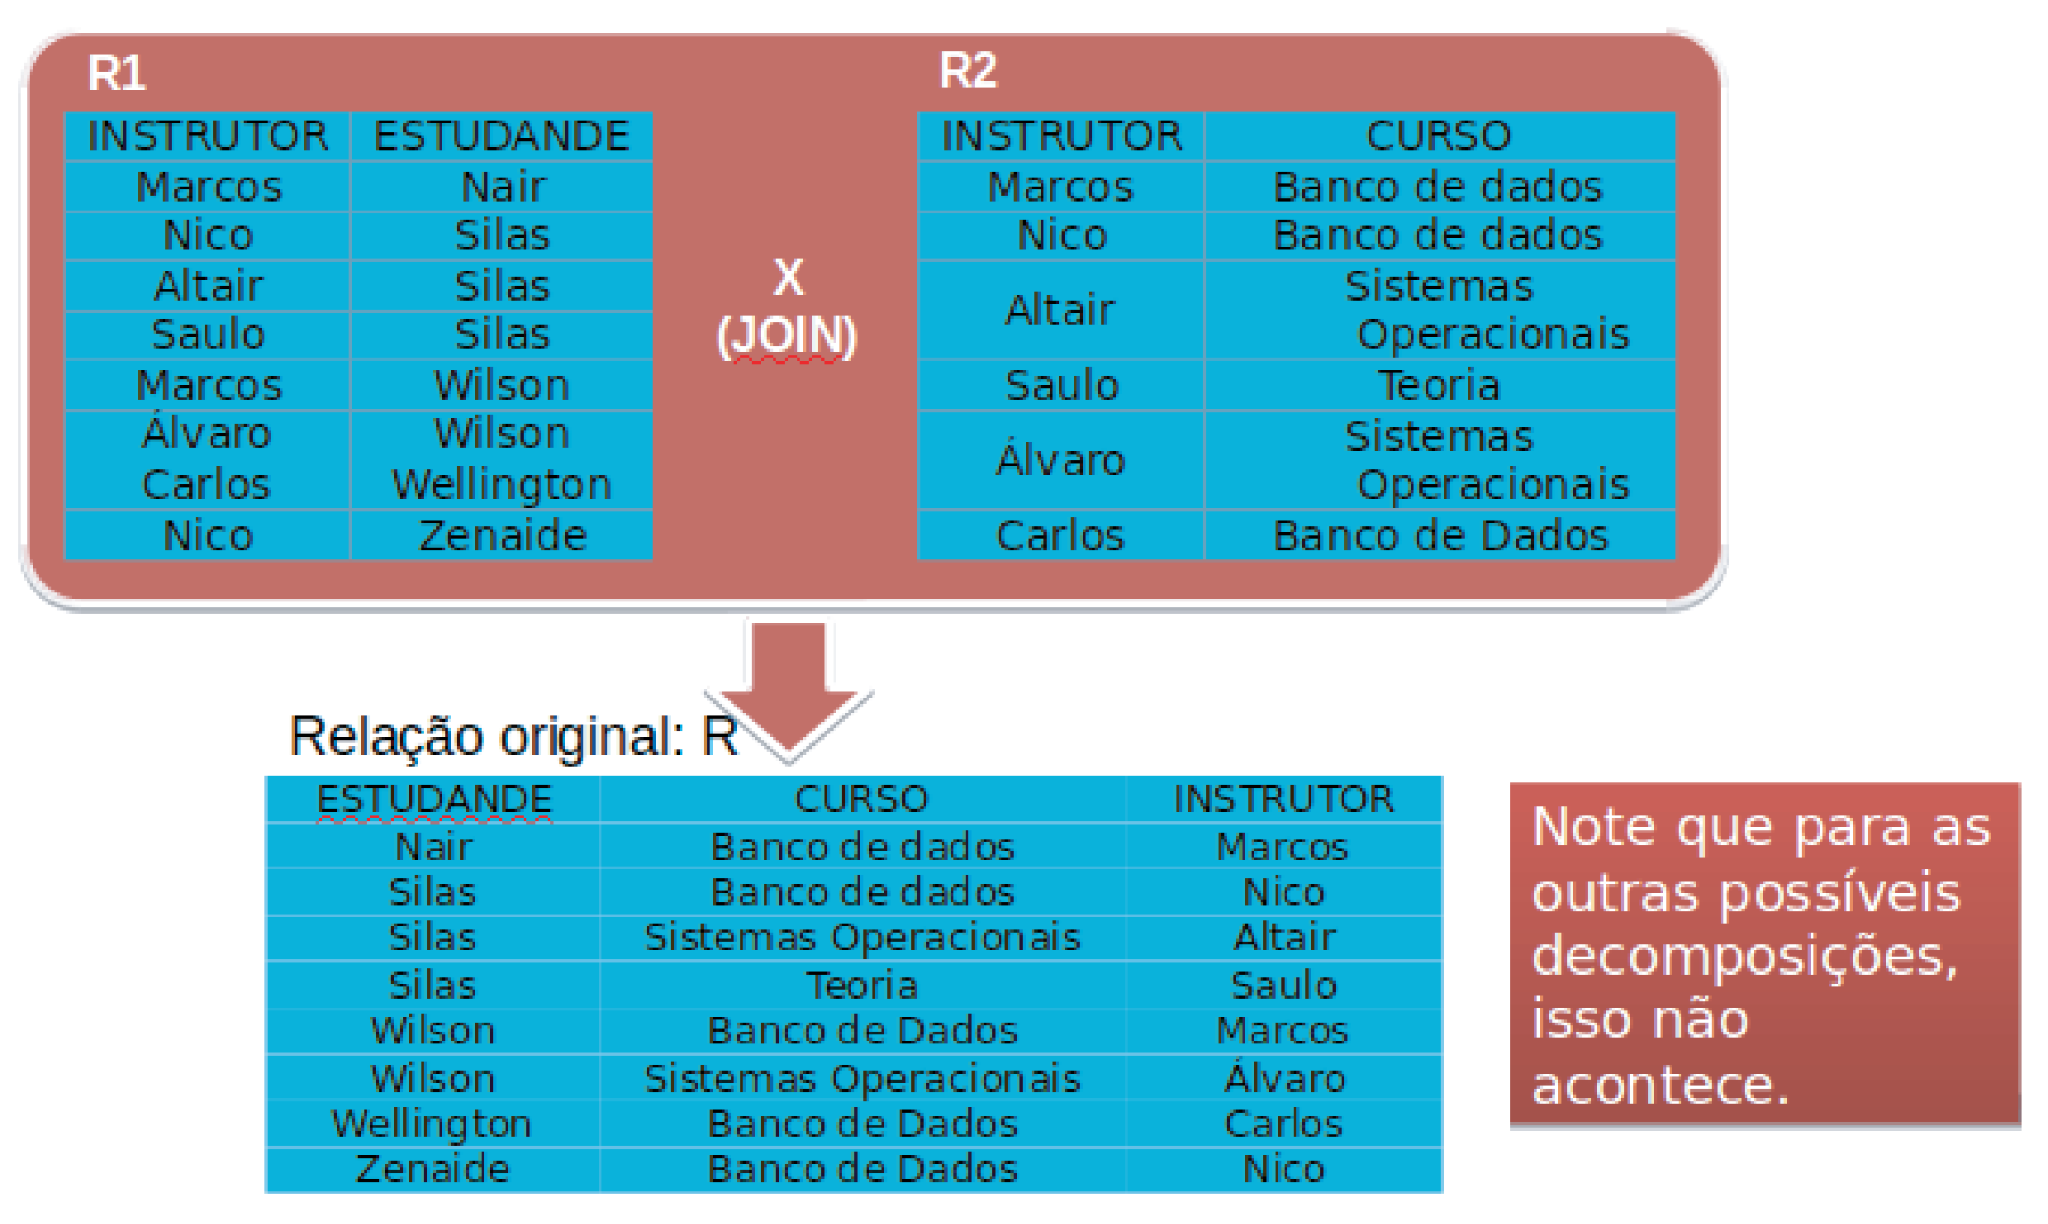 R1
INSTRUTOR ESTUDANDE
Marcos Nair
Nico Silas
Altair Silas
Saulo Silas
Marcos Wilson
Álvaro Wilson
Carlos Wellington
Nico Zenaide
X
(JOIN)
R2
INSTRUTOR CURSO
Marcos Banco de dados
Nico Banco de dados
Altair Sistemas
Operacionais
Saulo Teoria
Álvaro Sistemas
Operacionais
Carlos Banco de Dados
Relação original: R
ESTUDANDE CURSO INSTRUTOR
Nair Banco de dados Marcos
Silas Banco de dados Nico
Silas Sistemas Operacionais Altair
Silas Teoria Saulo
Wilson Banco de Dados Marcos
Wilson Sistemas Operacionais Álvaro
Wellington Banco de Dados Carlos
Zenaide Banco de Dados Nico
Note que para as
outras possíveis
decomposições,
isso não
acontece.